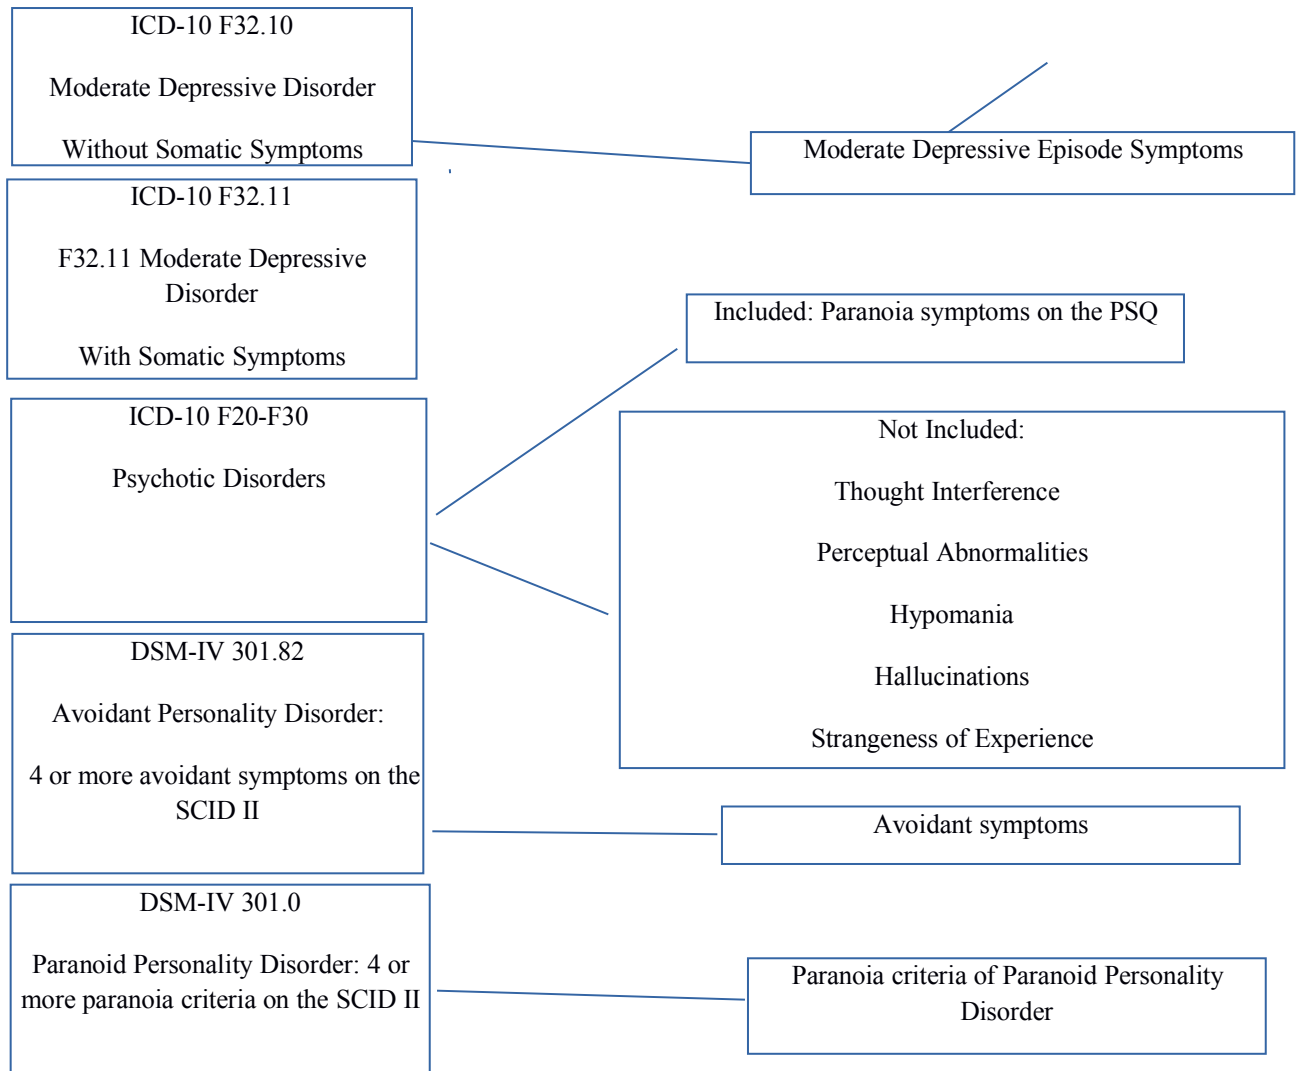 ICD-10 F32.10
Moderate Depressive Disorder
Without Somatic Symptoms
Moderate Depressive Episode Symptoms
ICD-10 F32.11
F32.11 Moderate Depressive
Disorder
With Somatic Symptoms
Included: Paranoia symptoms on the PSQ
ICD-10 F20-F30
Psychotic Disorders
Not Included:
Thought Interference
Perceptual Abnormalities
Hypomania
Hallucinations
Strangeness of Experience
DSM-IV 301.82
Avoidant Personality Disorder:
4 or more avoidant symptoms on the
SCID II
Avoidant symptoms
DSM-IV 301.0
Paranoid Personality Disorder: 4 or
more paranoia criteria on the SCID II
Paranoia criteria of Paranoid Personality
Disorder